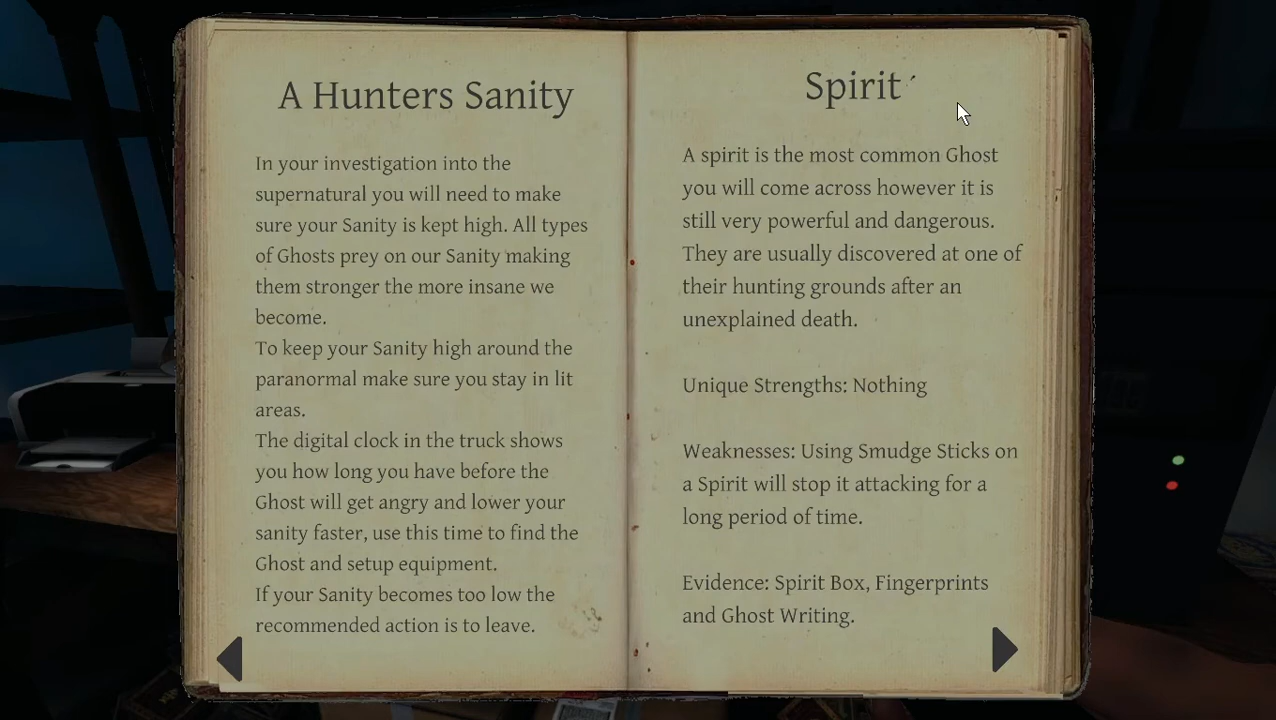 A Hunters Sanity
In your investigation into the
supernatural you will need to make
sure your Sanity is kept high. All types
of Ghosts prey on our Sanity making
them stronger the more insane we
become.
To keep your Sanity high around the
paranormal make sure you stay in lit
areas.
The digital clock in the truck shows
you how long you have before the
Ghost will get angry and lower your
sanity faster, use this time to find the
Ghost and setup equipment.
If your Sanity becomes too low the
recommended action is to leave.
Spirit
A spirit is the most common Ghost
you will come across however it is
still very powerful and dangerous.
They are usually discovered at one of
their hunting grounds after an
unexplained death.
Unique Strengths: Nothing
Weaknesses: Using Smudge Sticks on
a Spirit will stop it attacking for a
long period of time.
Evidence: Spirit Box, Fingerprints
and Ghost Writing.